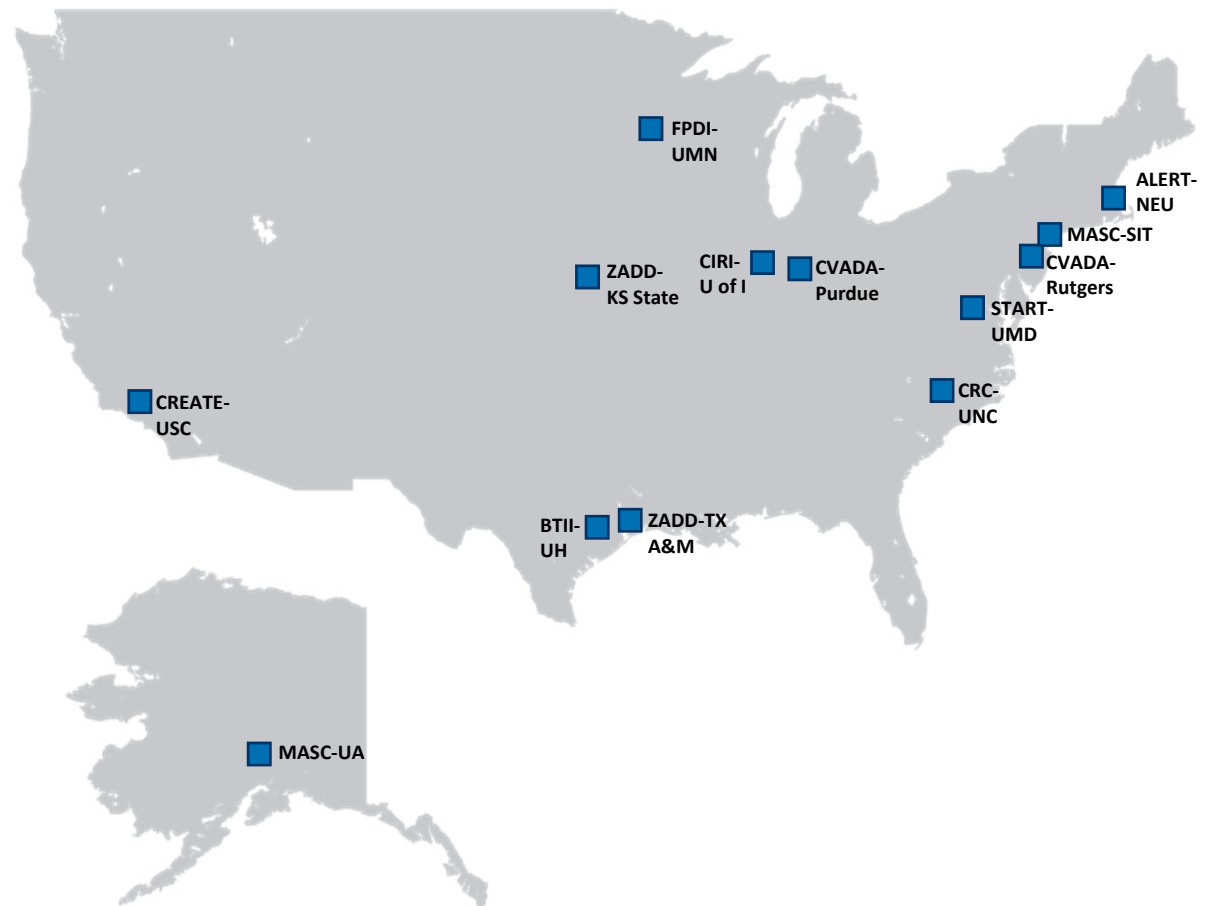 FPDI-
UMN
ALERT-
NEU
MASC-SIT
CVADA-
Rutgers
ZADD-
KS State
CIRI-
U of I
CVADA-
Purdue
START-
UMD
CREATE-
USC
CRC-
UNC
BTII-
UH
ZADD-TX
A&M
MASC-UA